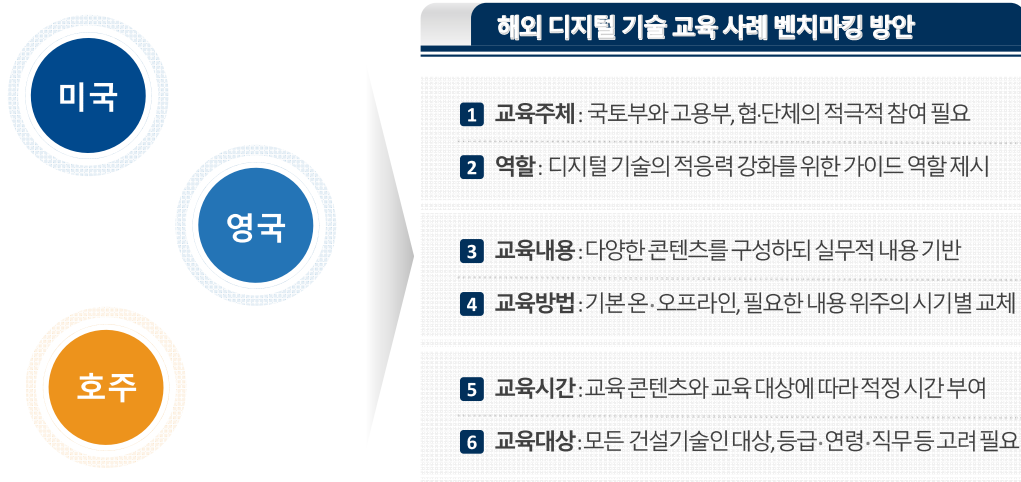 미국
영국
호주
해외 디지털 기술 교육 사례 벤치마킹 방안
1 교육주체 : 국토부와 고용부, 협·단체의 적극적 참여 필요
2 역할 : 디지털 기술의 적응력 강화를 위한 가이드 역할 제시
3 교육내용 : 다양한 콘텐츠를 구성하되 실무적 내용 기반
4 교육방법 : 기본 온·오프라인, 필요한 내용 위주의 시기별 교체
5 교육시간 : 교육 콘텐츠와 교육 대상에 따라 적정 시간 부여
6 교육대상 : 모든 건설기술인 대상, 등급·연령·직무 등 고려 필요